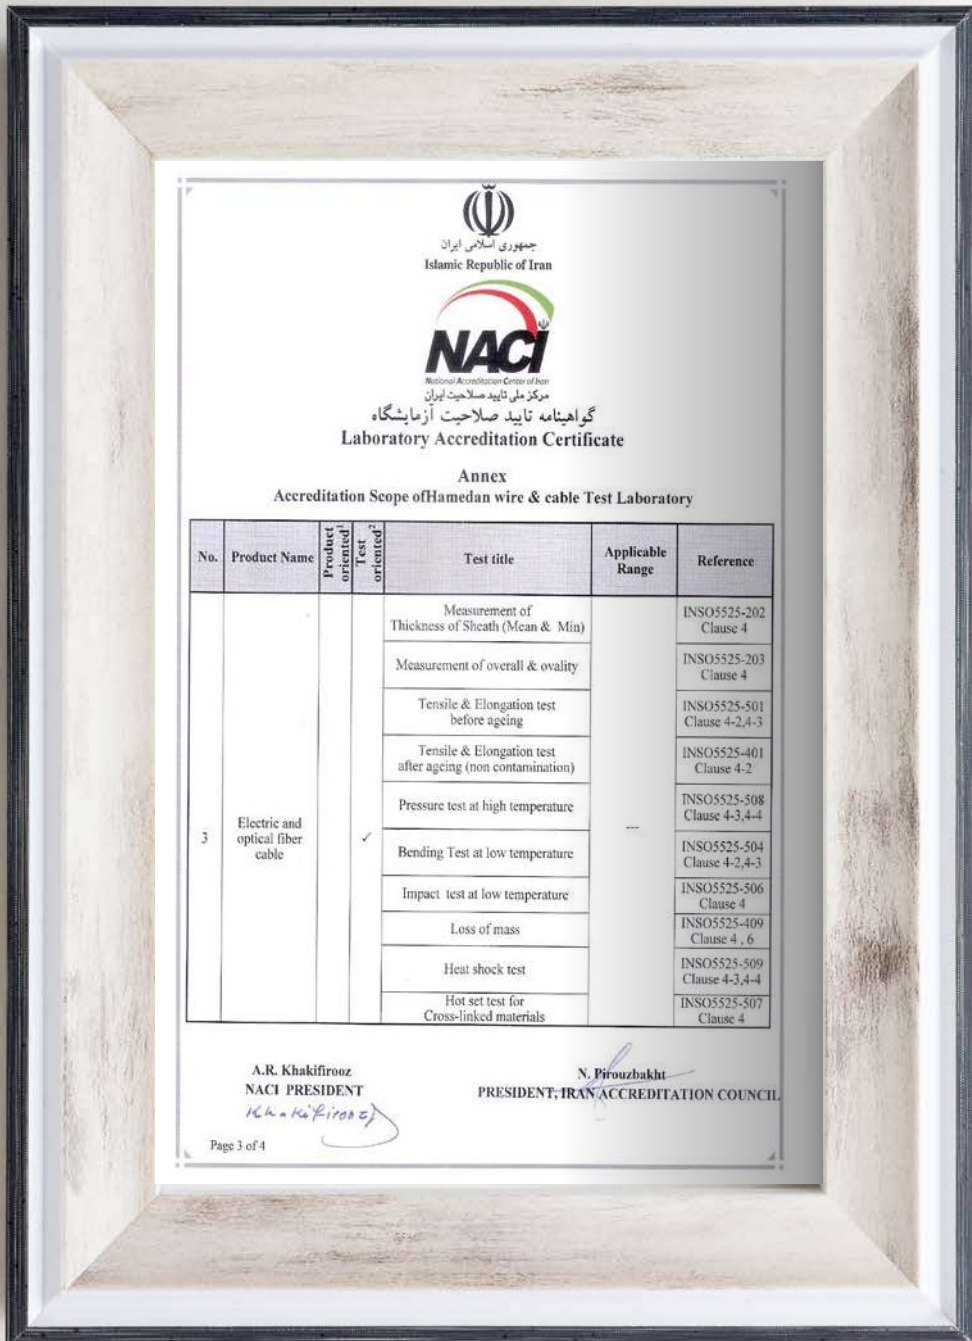 جمهوری اسلامی ایران
Islamic Republic of Iran
NACI
National Accreditation Center of Iran
مرکز ملی تایید صلاحیت ایران
گواهینامه تایید صلاحیت آزمایشگاه
Laboratory Accreditation Certificate
Annex
Accreditation Scope ofHamedan wire & cable Test Laboratory
No.
Product Name
Product
oriented1
Test
oriented2
Test title
Applicable
Range
Reference
3
Electric and
optical fiber
cable
✓
Measurement of
Thickness of Sheath (Mean & Min)
---
INSO5525-202
Clause 4
Measurement of overall & ovality
INSO5525-203
Clause 4
Tensile & Elongation test
before ageing
INSO5525-501
Clause 4-2,4-3
Tensile & Elongation test
after ageing (non contamination)
INSO5525-401
Clause 4-2
Pressure test at high temperature
INSO5525-508
Clause 4-3,4-4
Bending Test at low temperature
INSO5525-504
Clause 4-2,4-3
Impact test at low temperature
INSO5525-506
Clause 4
Loss of mass
INSO5525-409
Clause 4 , 6
Heat shock test
INSO5525-509
Clause 4-3,4-4
Hot set test for
Cross-linked materials
INSO5525-507
Clause 4
A.R. Khakifirooz
NACI PRESIDENT
Khakifirooz
N. Pirouzbakht
PRESIDENT, IRAN ACCREDITATION COUNCIL
Page 3 of 4